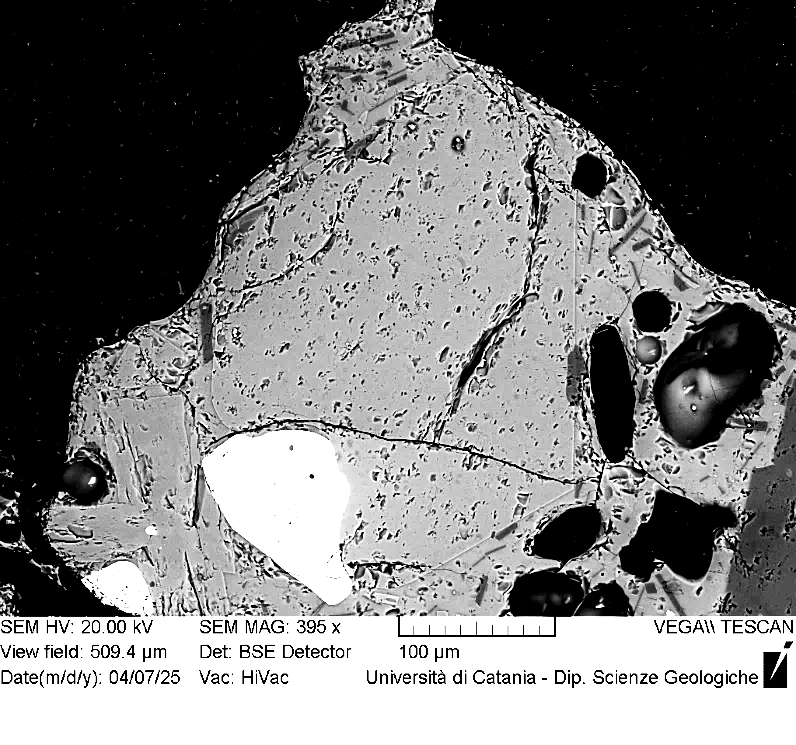 SEM HV: 20.00 kV SEM MAG: 395 x VEGA\\ TESCAN
View field: 509.4 µm Det: BSE Detector 100 µm
Date(m/d/y): 04/07/25 Vac: HiVac Università di Catania - Dip. Scienze Geologiche